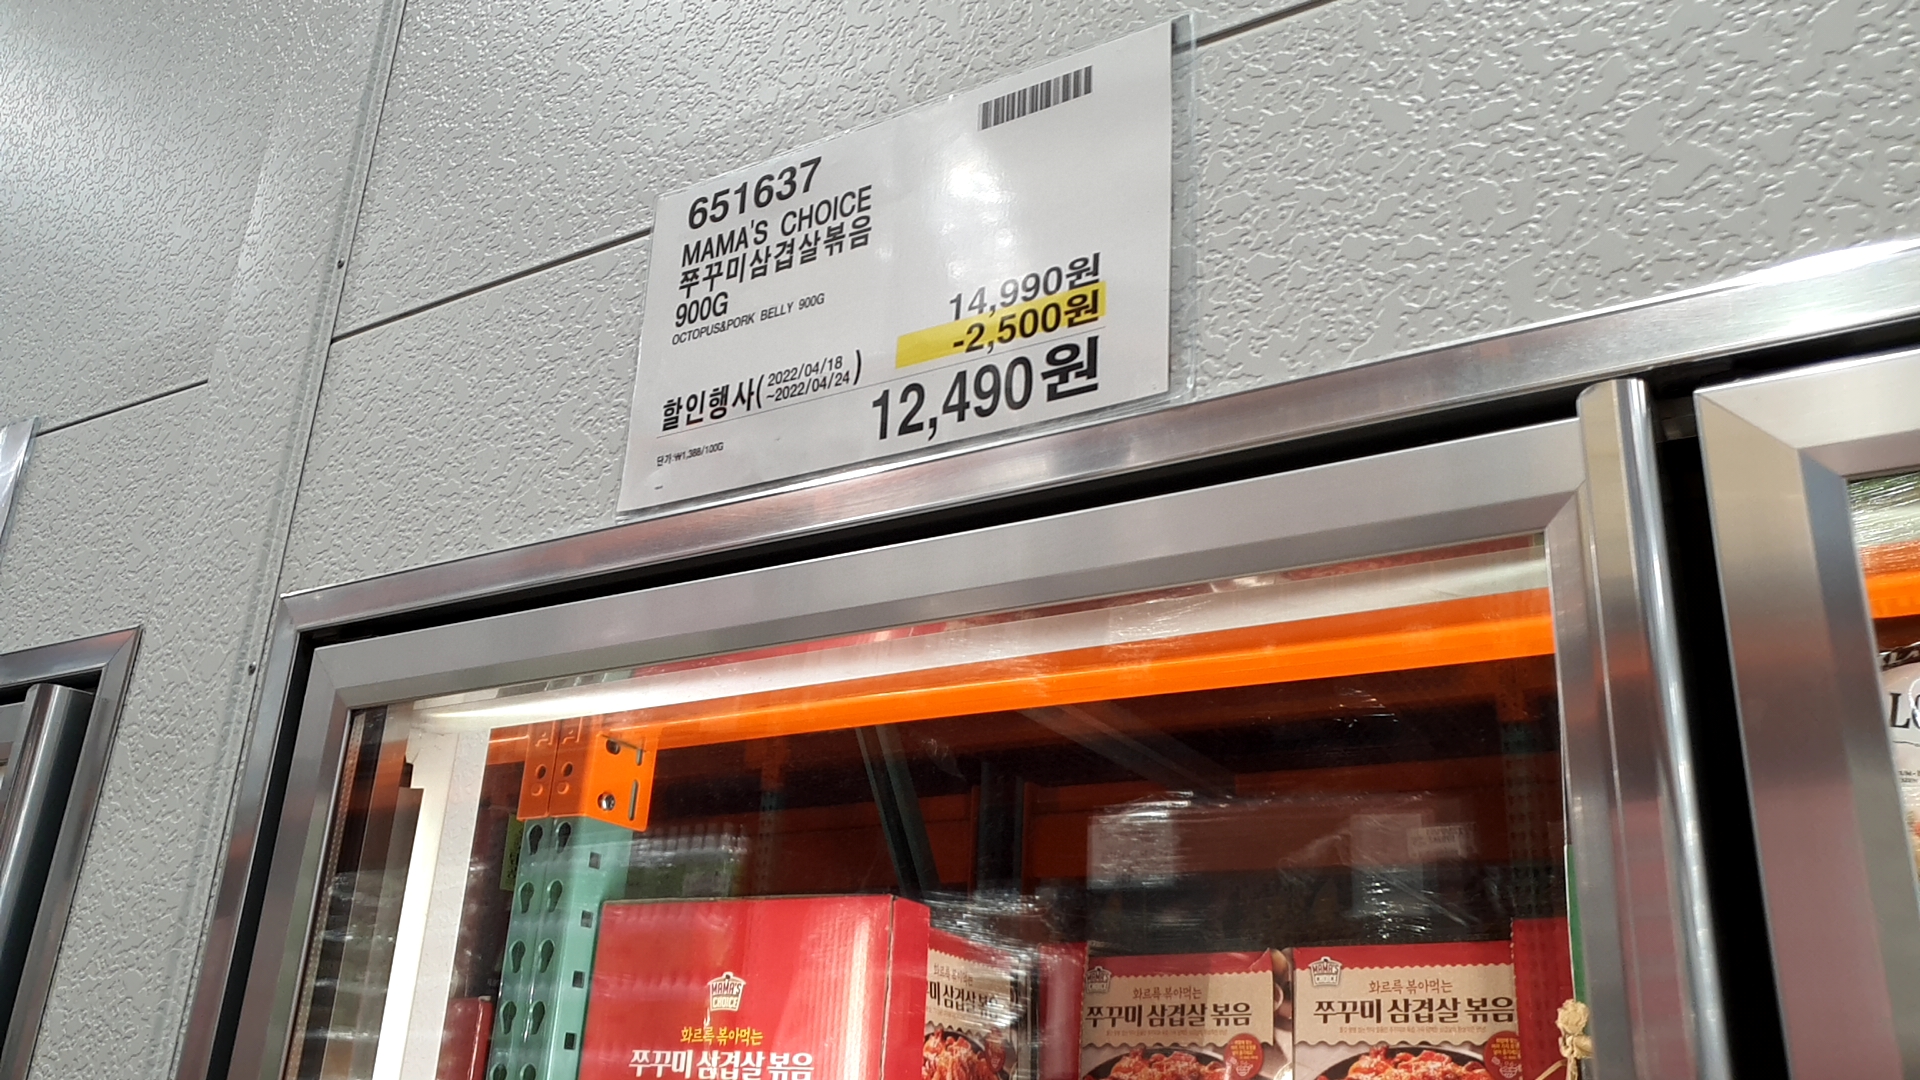 651637
MAMA'S CHOICE
쭈꾸미삼겹살볶음
900G
OCTOPUS&PORK BELLY 900G
14,990원
-2,500원
할인행사(2022/04/18
~2022/04/24)
12,490원
단가:₩1,388/100G
MAMA'S
CHOICE
화르륵 볶아먹는
쭈꾸미 삼겹살 볶음
화르륵 볶아먹는
쭈꾸미 삼겹살 볶음
MAMA'S
CHOICE
화르륵 볶아먹는
쭈꾸미 삼겹살 볶음